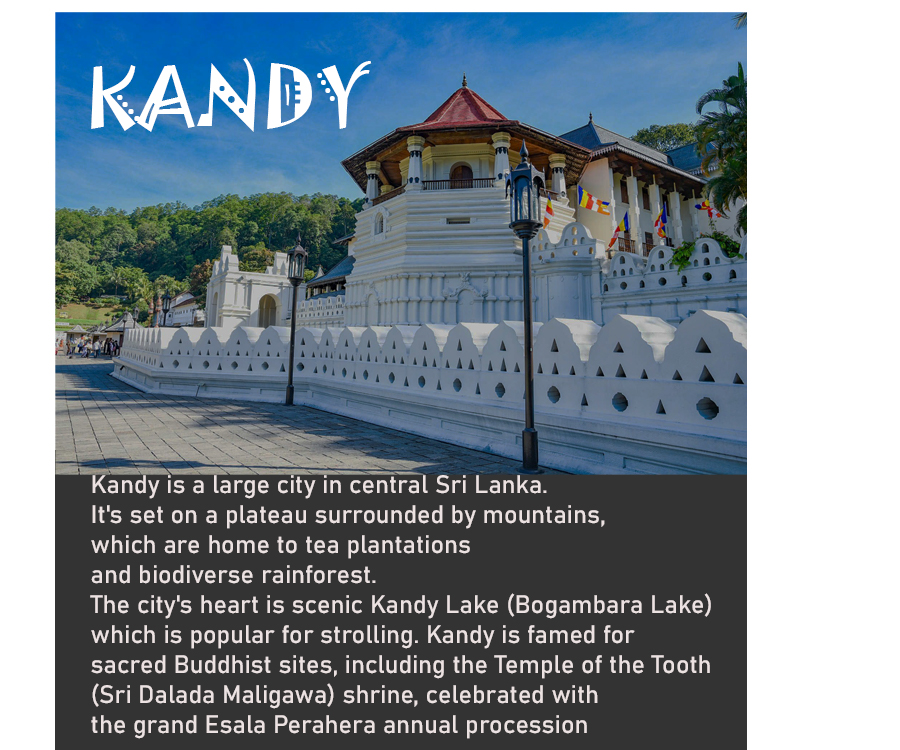 KANDY
Kandy is a large city in central Sri Lanka.
It's set on a plateau surrounded by mountains,
which are home to tea plantations
and biodiverse rainforest.
The city's heart is scenic Kandy Lake (Bogambara Lake)
which is popular for strolling. Kandy is famed for
sacred Buddhist sites, including the Temple of the Tooth
(Sri Dalada Maligawa) shrine, celebrated with
the grand Esala Perahera annual procession